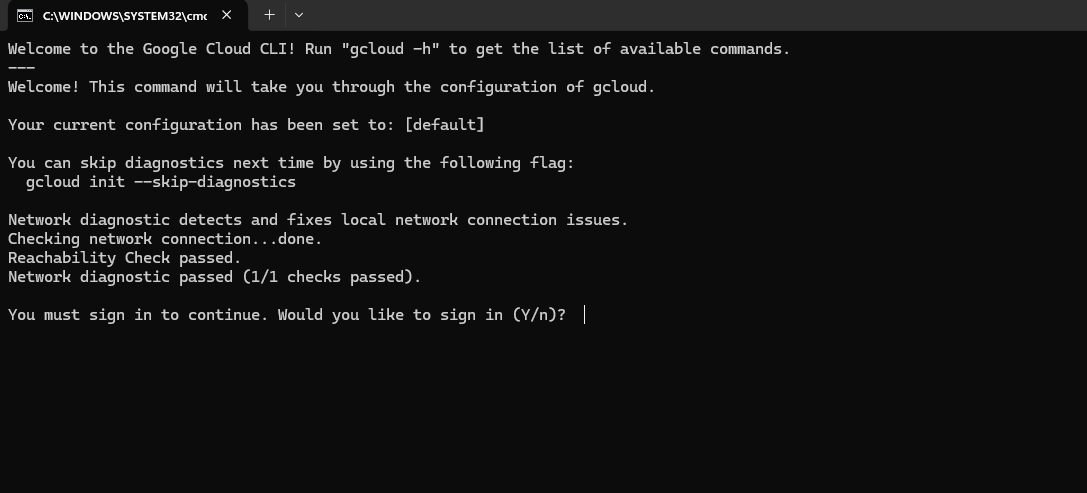 C:\WINDOWS\SYSTEM32\cmd
Welcome to the Google Cloud CLI! Run "gcloud -h" to get the list of available commands.
---
Welcome! This command will take you through the configuration of gcloud.
Your current configuration has been set to: [default]
You can skip diagnostics next time by using the following flag:
gcloud init --skip-diagnostics
Network diagnostic detects and fixes local network connection issues.
Checking network connection...done.
Reachability Check passed.
Network diagnostic passed (1/1 checks passed).
You must sign in to continue. Would you like to sign in (Y/n)?